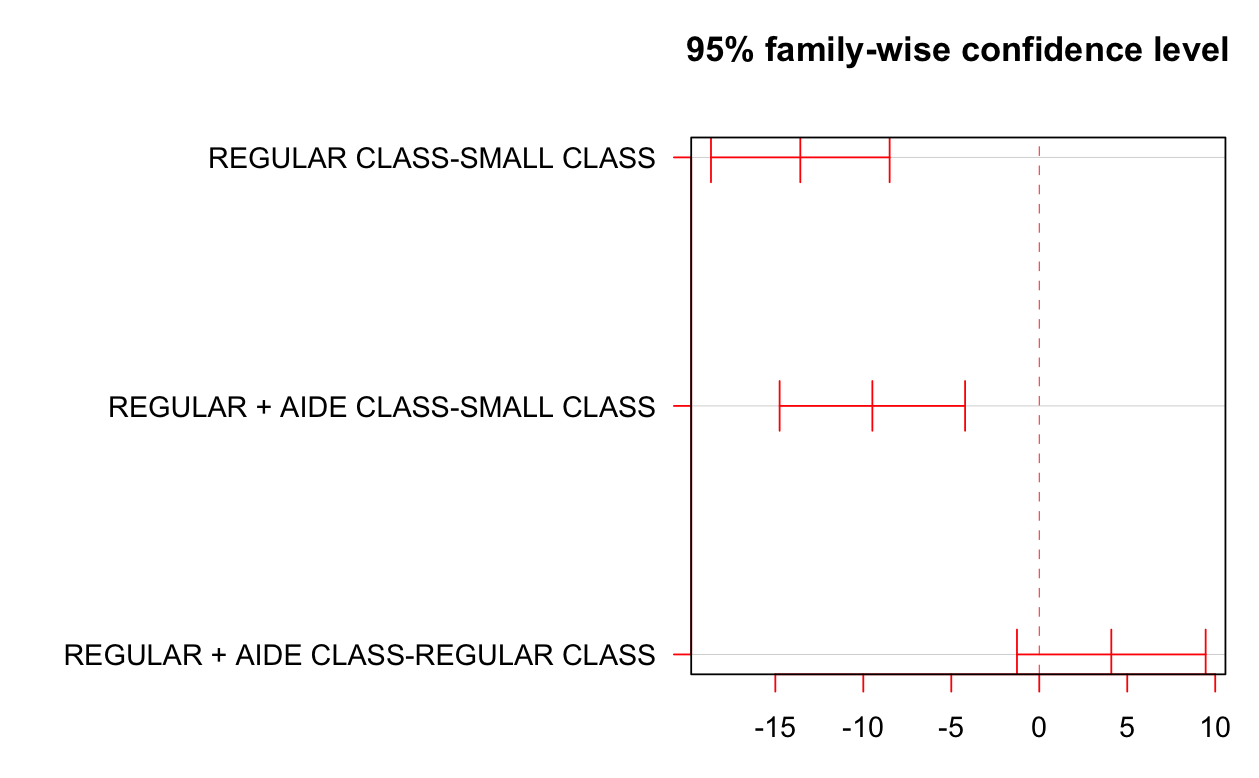 95% family-wise confidence level
REGULAR CLASS-SMALL CLASS
REGULAR + AIDE CLASS-SMALL CLASS
REGULAR + AIDE CLASS-REGULAR CLASS
-15 -10 -5 0 5 10